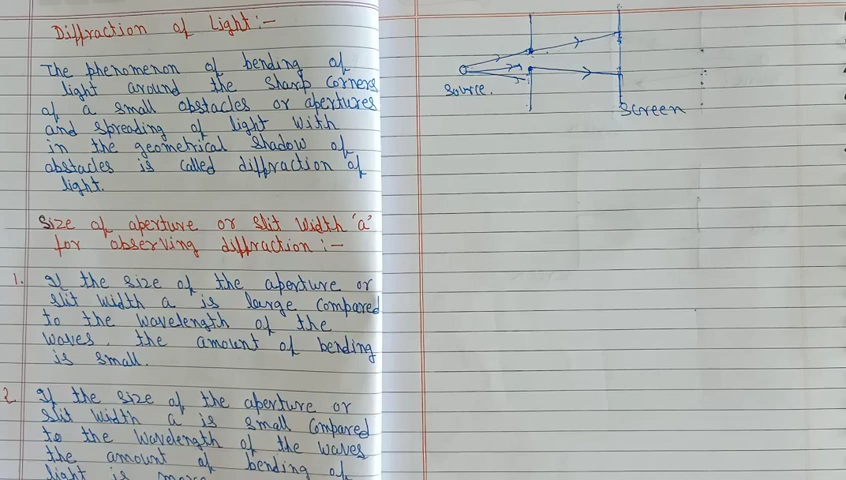 Diffraction of Light:-
The phenomenon of bending of
light around the sharp corners
of a small obstacles or apertures
and spreading of light with
in the geometrical shadow of
obstacles is called diffraction of
light.
Size of aperture or slit width 'a'
for observing diffraction:-
1. If the size of the aperture or
slit width a is large compared
to the wavelength of the
waves, the amount of bending
is small.
2. If the size of the aperture or
slit width a is small compared
to the wavelength of the waves
the amount of bending of
light is more
Source.
Screen